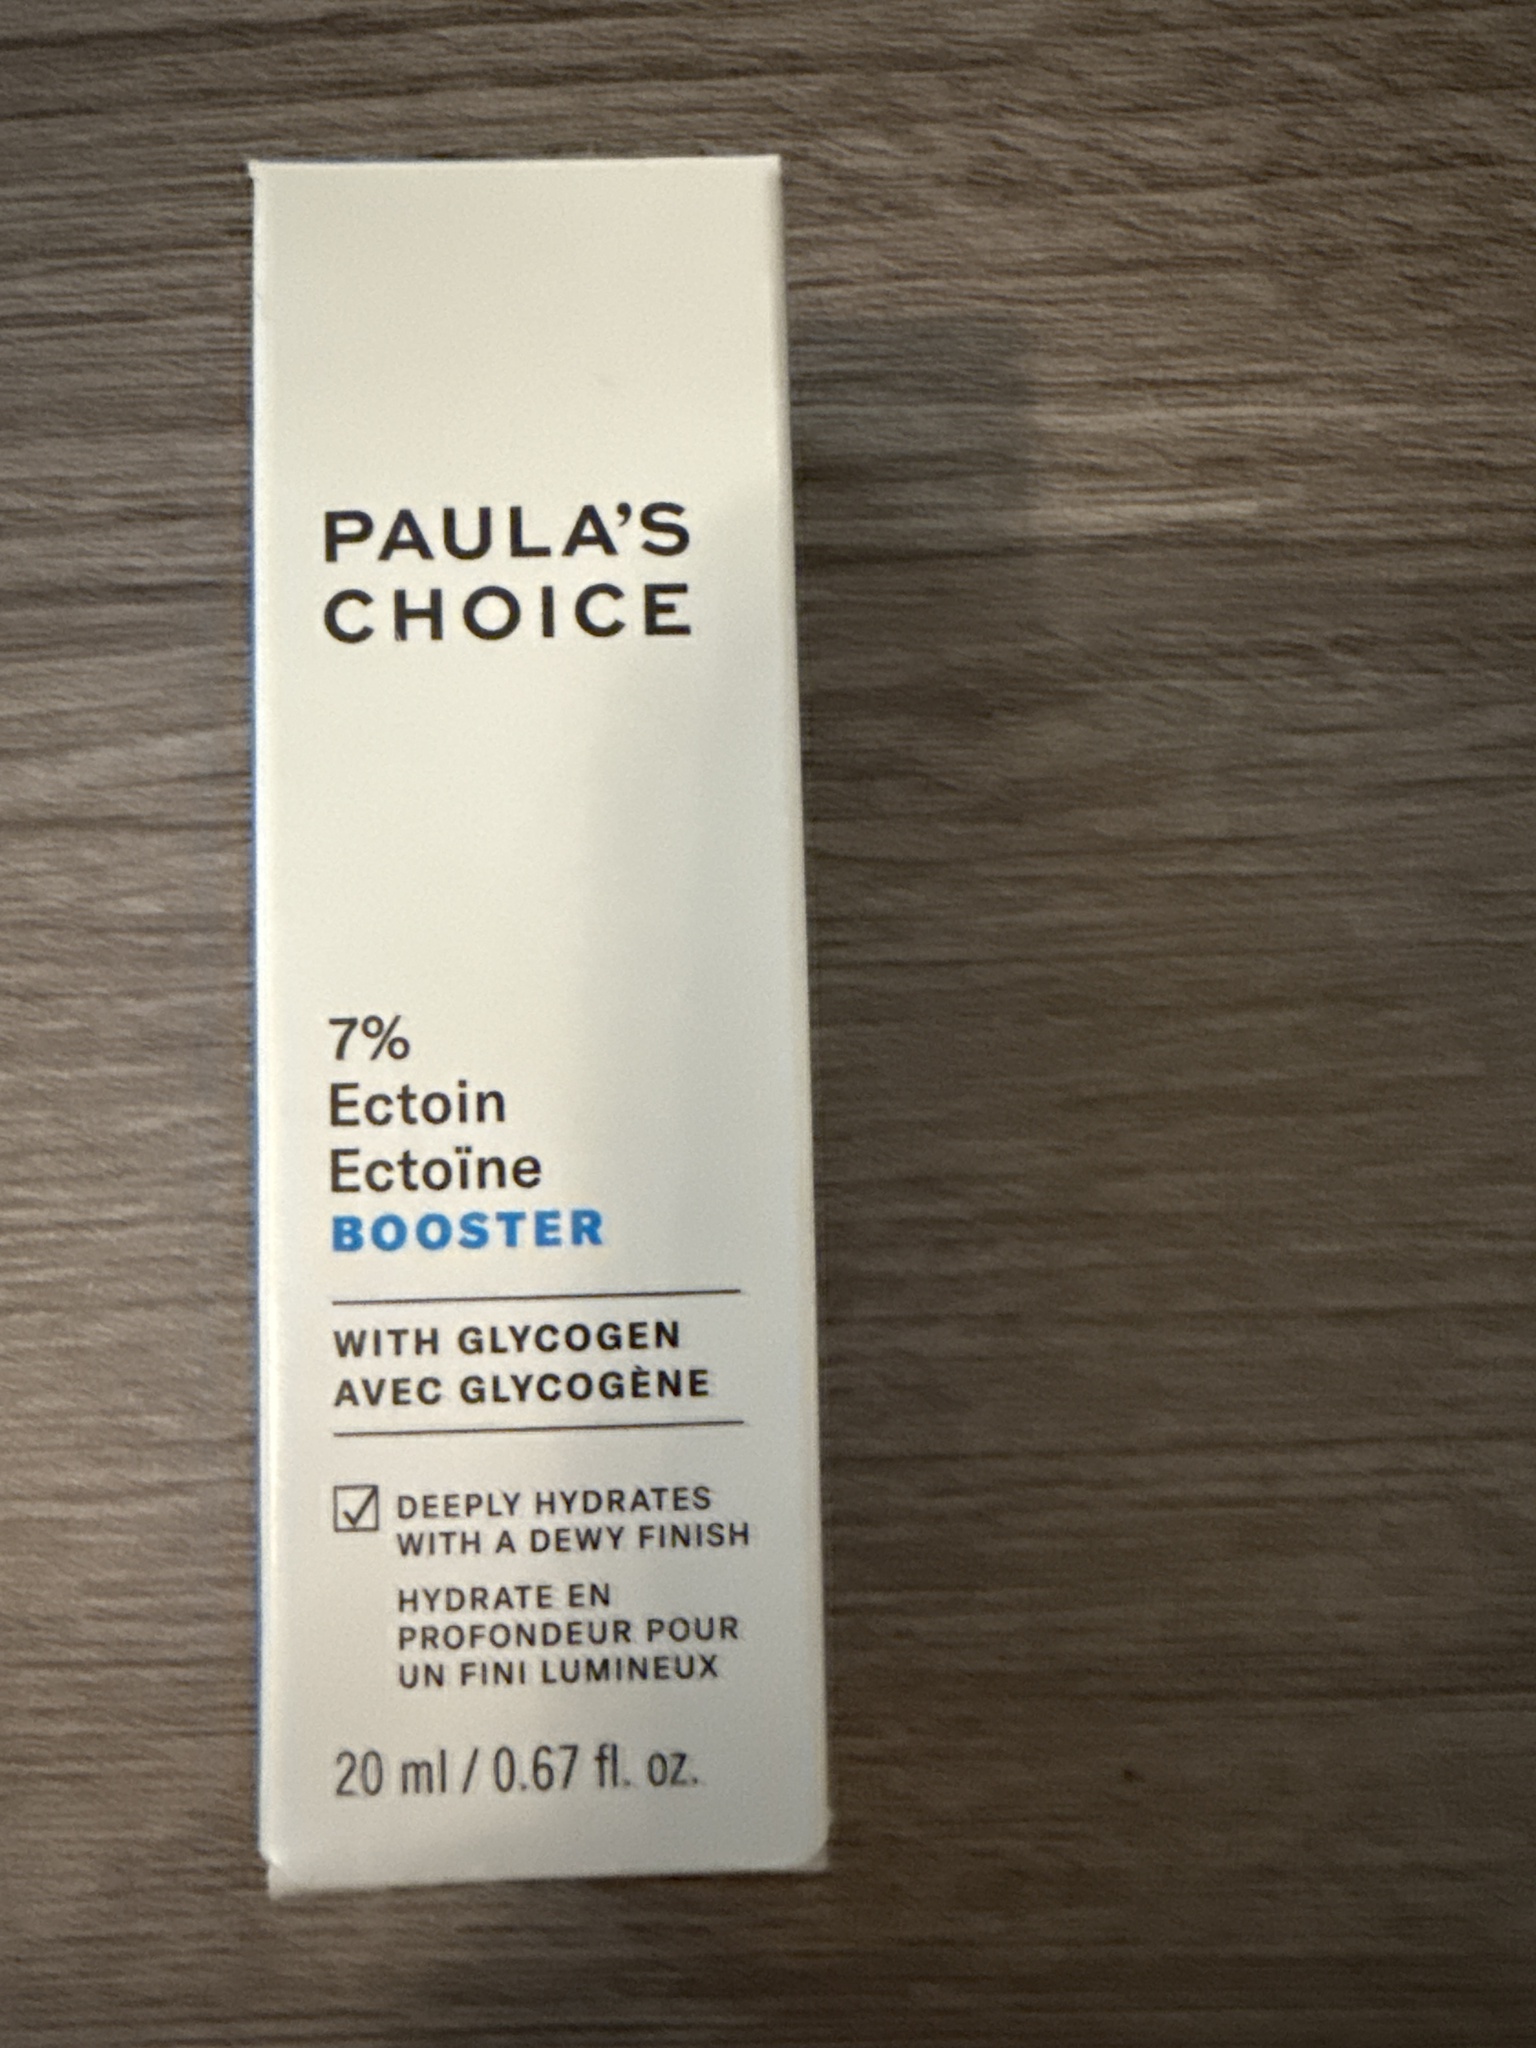 PAULA'S
CHOICE
7%
Ectoin
Ectoïne
BOOSTER
WITH GLYCOGEN
AVEC GLYCOGÈNE
DEEPLY HYDRATES
WITH A DEWY FINISH
HYDRATE EN
PROFONDEUR POUR
UN FINI LUMINEUX
20 ml / 0.67 fl. oz.